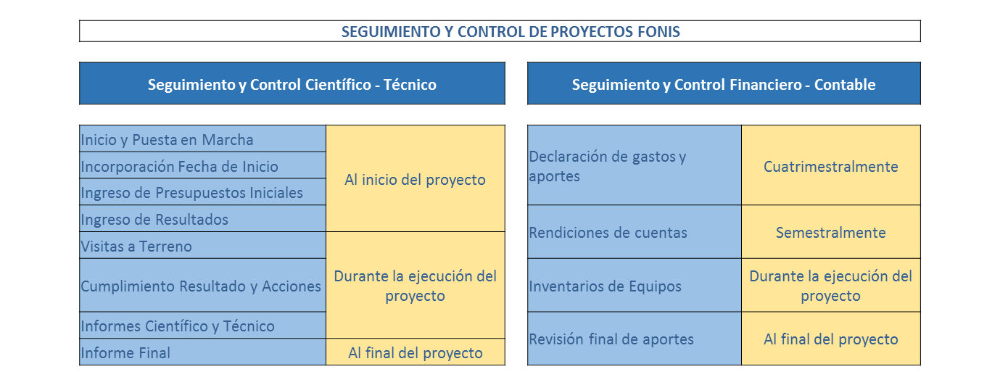 SEGUIMIENTO Y CONTROL DE PROYECTOS FONIS
Seguimiento y Control Científico - Técnico
Inicio y Puesta en Marcha
Incorporación Fecha de Inicio
Ingreso de Presupuestos Iniciales
Ingreso de Resultados
Al inicio del proyecto
Visitas a Terreno
Cumplimiento Resultado y Acciones
Informes Científico y Técnico
Durante la ejecución del
proyecto
Informe Final
Al final del proyecto
Seguimiento y Control Financiero - Contable
Declaración de gastos y
aportes
Cuatrimestralmente
Rendiciones de cuentas
Semestralmente
Inventarios de Equipos
Durante la ejecución del
proyecto
Revisión final de aportes
Al final del proyecto